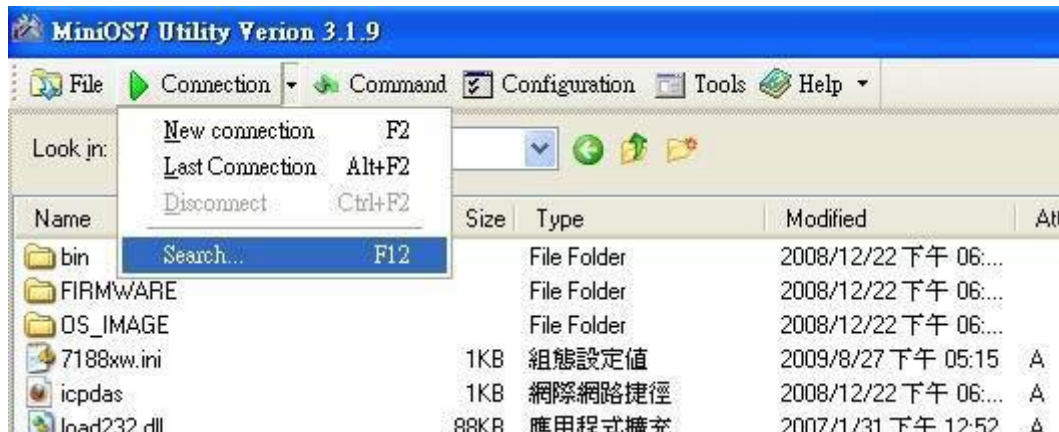 MiniOS7 Utility Verion 3.1.9
File Connection Command Configuration Tools Help
New connection F2
Look in:
Last Connection Alt+F2
Disconnect Ctrl+F2
Name Size Type Modified
Search... F12
bin File Folder 2008/12/22 下午 06:...
FIRMWARE File Folder 2008/12/22 下午 06:...
OS_IMAGE File Folder 2008/12/22 下午 06:...
7188xw.ini 1KB 組態設定值 2009/8/27 下午 05:15 A
icpdas 1KB 網際網路捷徑 2008/12/22 下午 06:... A
load232.dll 88KB 應用程式擴充 2007/1/31 下午 12:52 A